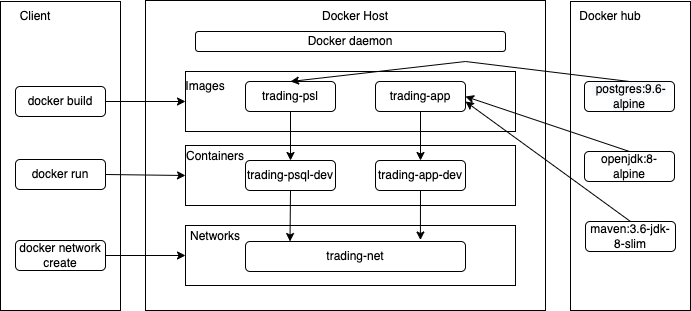 Client
Docker Host
Docker hub
Docker daemon
Images
docker build
trading-psl
trading-app
postgres:9.6-
alpine
Containers
docker run
trading-psql-dev
trading-app-dev
openjdk:8-
alpine
Networks
docker network
create
trading-net
maven:3.6-jdk-
8-slim